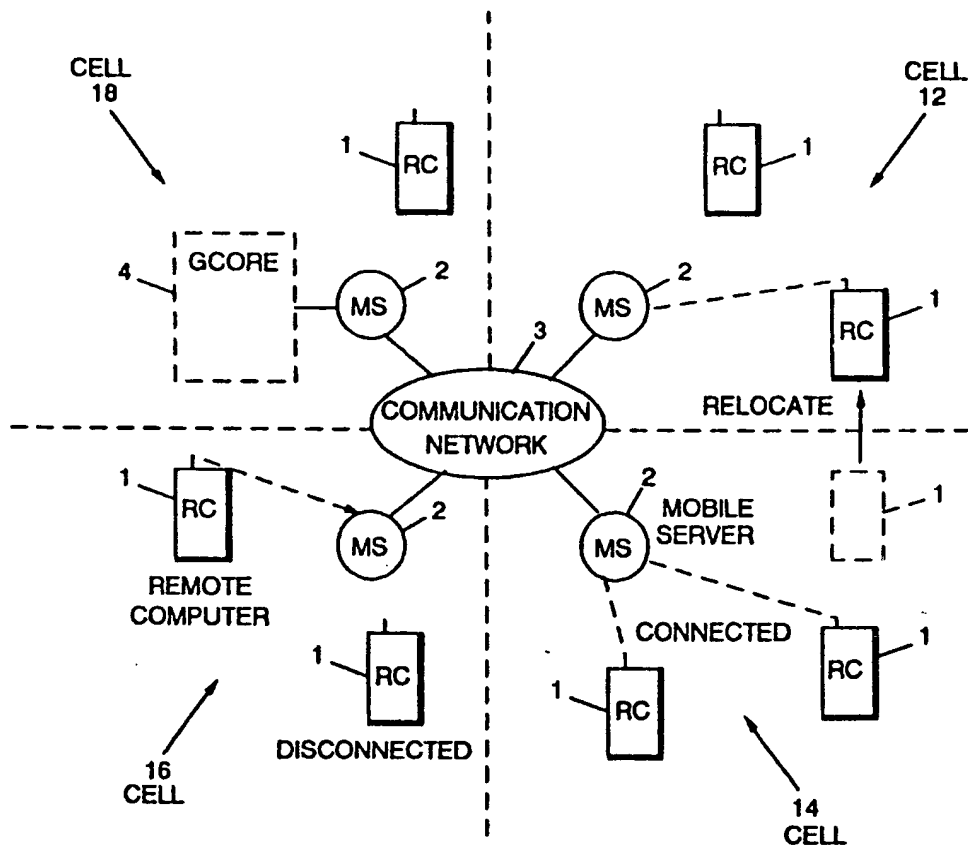 CELL
18
CELL
12
1
RC
RC
1
4
GCORE
MS
2
MS
2
RC
1
3
COMMUNICATION
NETWORK
RELOCATE
1
RC
MS
2
REMOTE
COMPUTER
MS
2
MOBILE
SERVER
1
CONNECTED
1
RC
DISCONNECTED
1
RC
RC
1
16
CELL
14
CELL